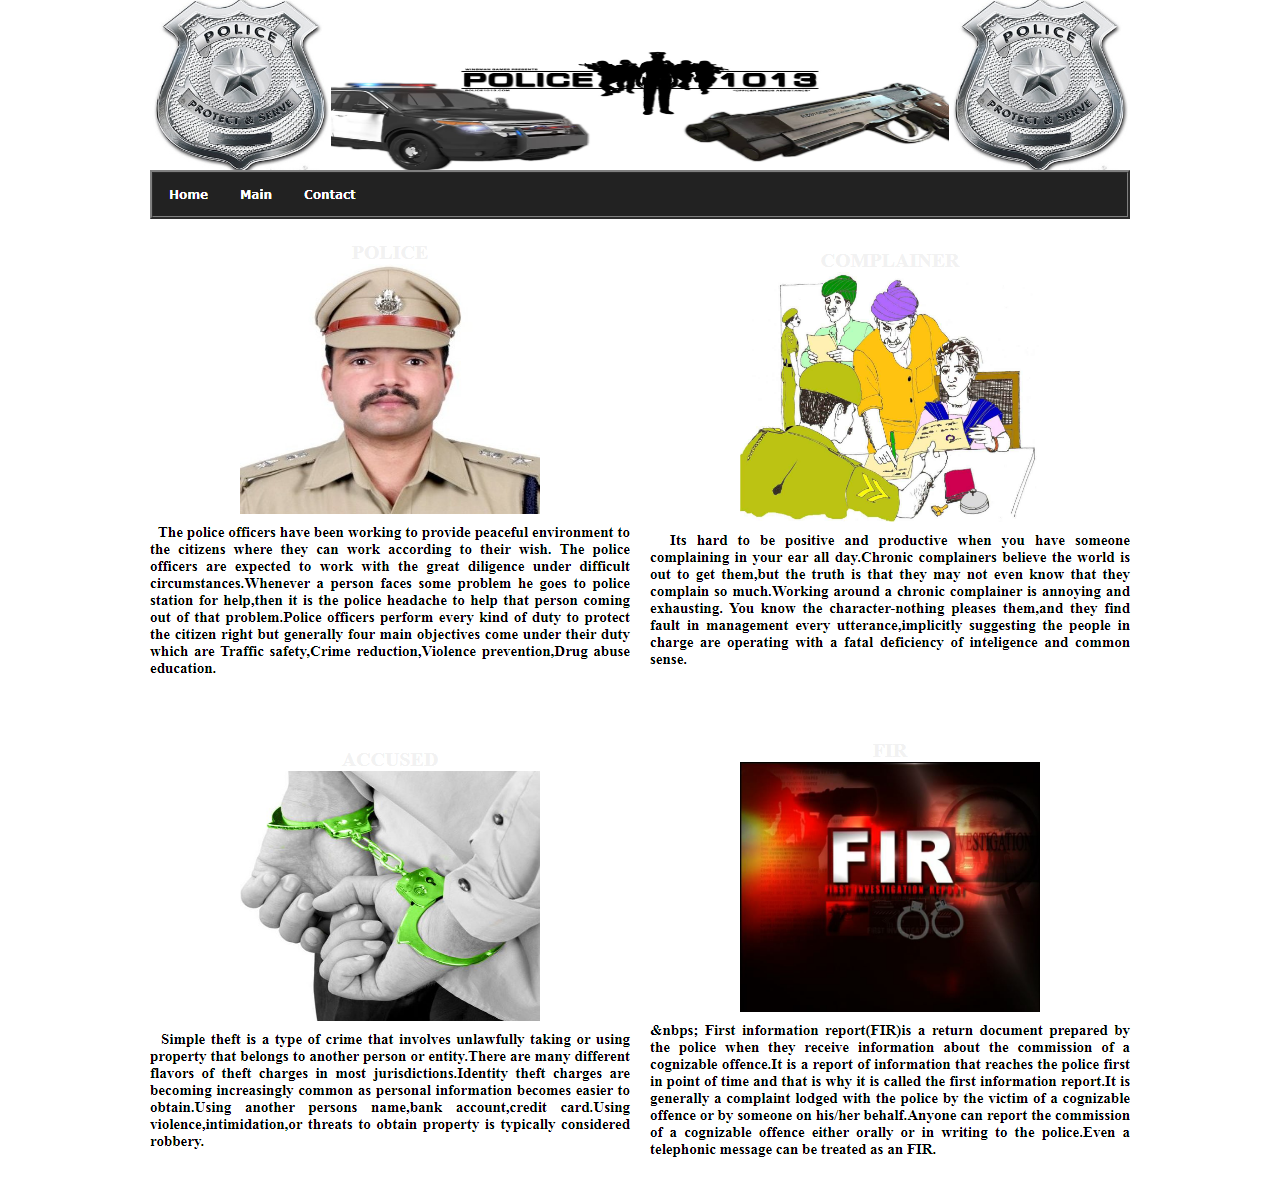 POLICE
PROTECT & SERVE
POLICE 1013
POLICE
PROTECT & SERVE
Home Main Contact
POLICE
The police officers have been working to provide peaceful environment to
the citizens where they can work according to their wish. The police
officers are expected to work with the great diligence under difficult
circumstances.Whenever a person faces some problem he goes to police
station for help,then it is the police headache to help that person coming
out of that problem.Police officers perform every kind of duty to protect
the citizen right but generally four main objectives come under their duty
which are Traffic safety,Crime reduction,Violence prevention,Drug abuse
education.
COMPLAINER
Its hard to be positive and productive when you have someone
complaining in your ear all day.Chronic complainers believe the world is
out to get them,but the truth is that they may not even know that they
complain so much.Working around a chronic complainer is annoying and
exhausting. You know the character-nothing pleases them,and they find
fault in management every utterance,implicitly suggesting the people in
charge are operating with a fatal deficiency of inteligence and common
sense.
ACCUSED
Simple theft is a type of crime that involves unlawfully taking or using
property that belongs to another person or entity.There are many different
flavors of theft charges in most jurisdictions.Identity theft charges are
becoming increasingly common as personal information becomes easier to
obtain.Using another persons name,bank account,credit card.Using
violence,intimidation,or threats to obtain property is typically considered
robbery.
FIR
INVESTIGATION
FIR
FIRST INVESTIGATION REPORT
&nbps; First information report(FIR)is a return document prepared by
the police when they receive information about the commission of a
cognizable offence.It is a report of information that reaches the police first
in point of time and that is why it is called the first information report.It is
generally a complaint lodged with the police by the victim of a cognizable
offence or by someone on his/her behalf.Anyone can report the commission
of a cognizable offence either orally or in writing to the police.Even a
telephonic message can be treated as an FIR.